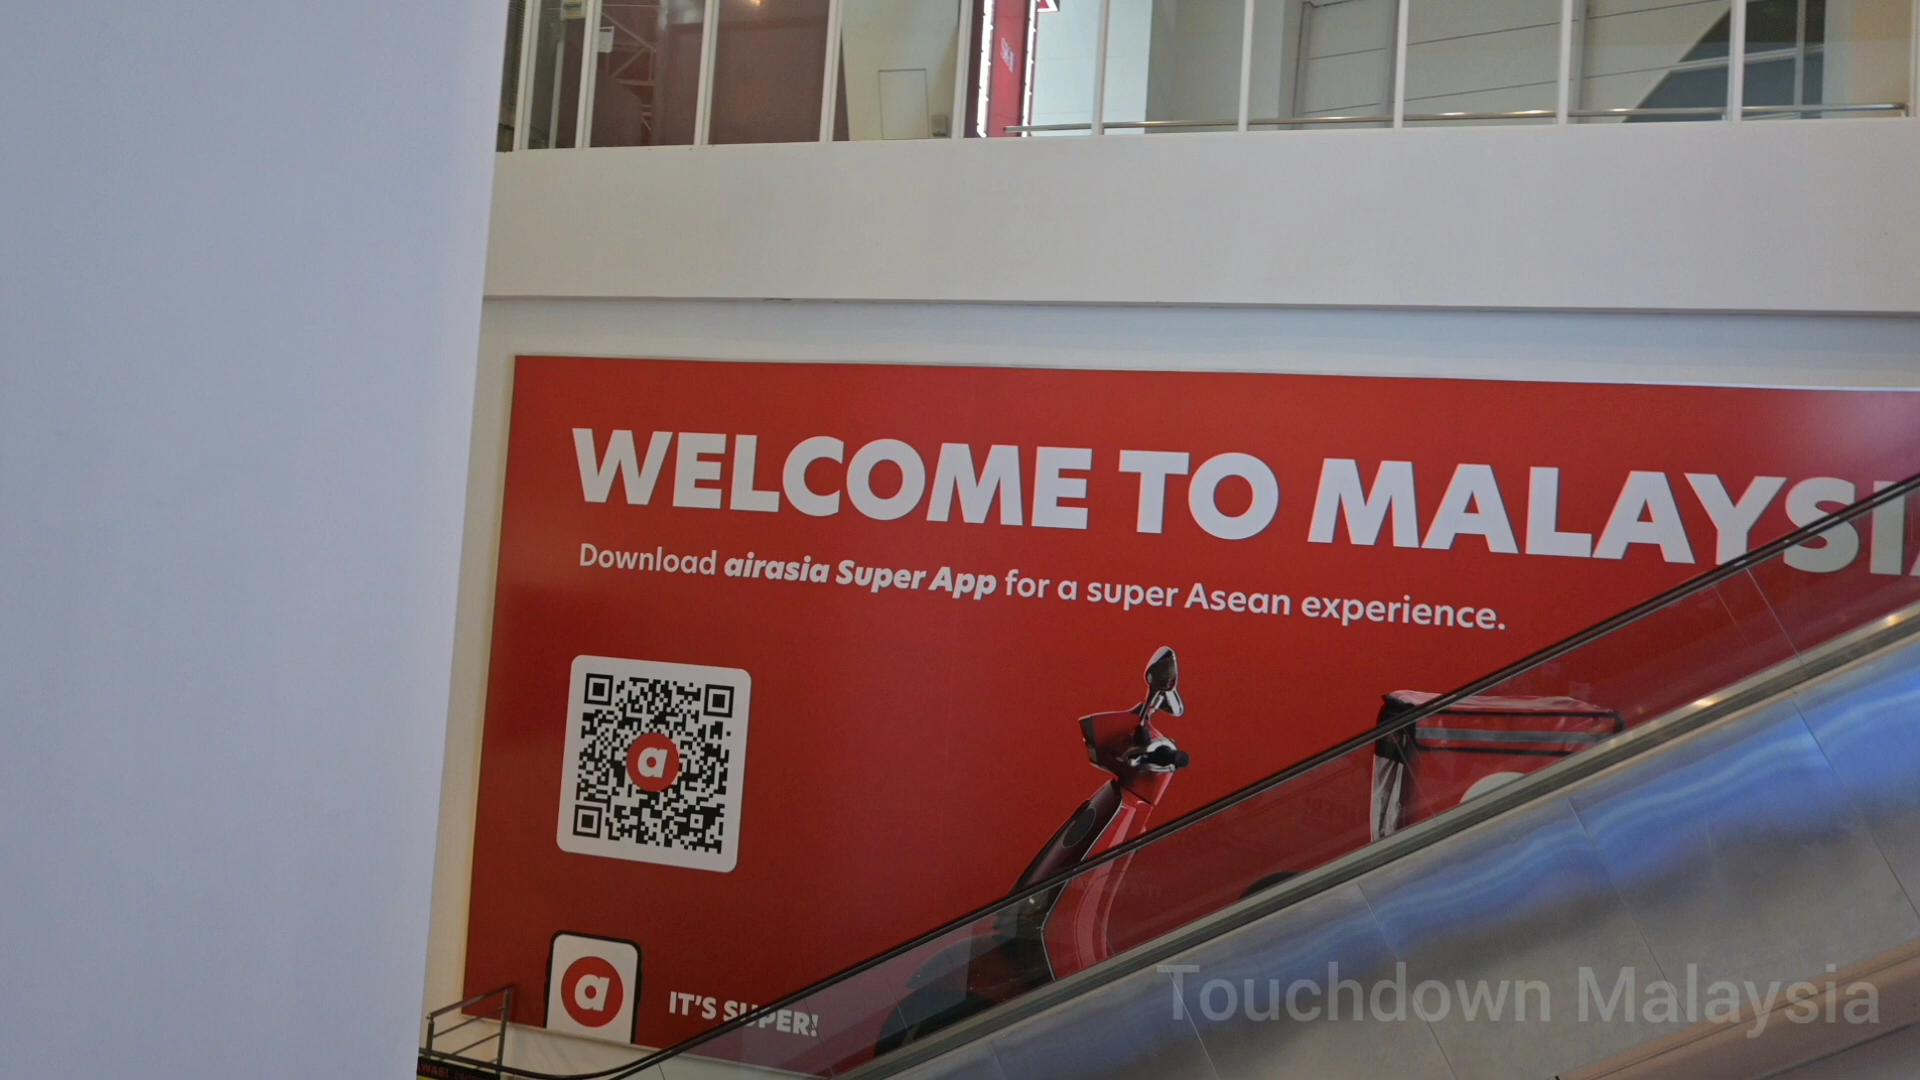 WELCOME TO MALAYSIA
Download airasia Super App for a super Asean experience.
a
a
IT'S SUPER!
Touchdown Malaysia